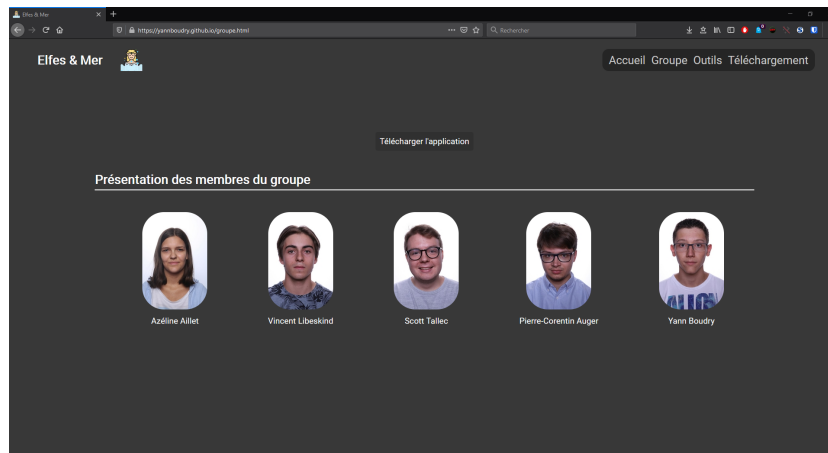 Elfes & Mer
https://yannboudry.github.io/groupe.html
Rechercher
Elfes & Mer
Accueil Groupe Outils Téléchargement
Télécharger l'application
Présentation des membres du groupe
Azéline Aillet Vincent Libeskind Scott Tallec Pierre-Corentin Auger Yann Boudry